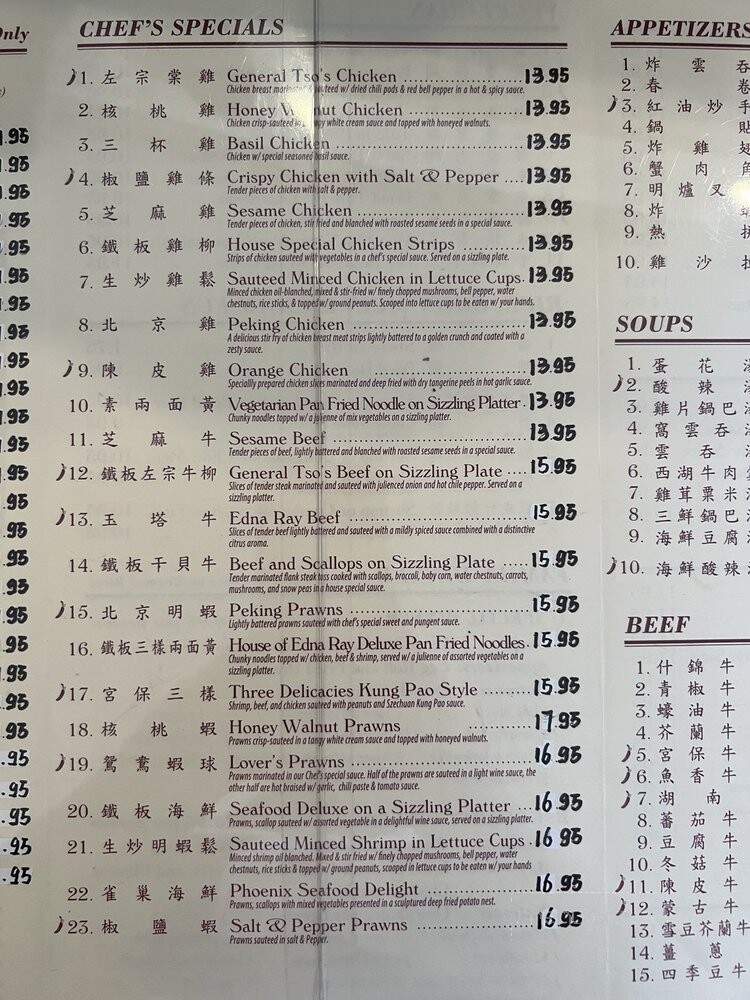 Only
CHEF'S SPECIALS
1. 左宗棠雞 General Tso's Chicken 13.95
Chicken breast marinated & sauteed w/ dried chili pods & red bell pepper in a hot & spicy sauce.
2. 核桃雞 Honey Walnut Chicken 13.95
Chicken crisp-sauteed in a tangy white cream sauce and topped with honeyed walnuts.
3. 三杯雞 Basil Chicken 13.95
Chicken w/ special seasoned basil sauce.
4. 椒鹽雞條 Crispy Chicken with Salt & Pepper 13.95
Tender pieces of chicken with salt & pepper.
5. 芝麻雞 Sesame Chicken 13.95
Tender pieces of chicken, stir fried and blanched with roasted sesame seeds in a special sauce.
6. 鐵板雞柳 House Special Chicken Strips 13.95
Strips of chicken sauteed with vegetables in a chef's special sauce. Served on a sizzling plate.
7. 生炒雞鬆 Sauteed Minced Chicken in Lettuce Cups 13.95
Minced chicken oil-blanched, mixed & stir-fried w/ finely chopped mushrooms, bell pepper, water
chestnuts, rice sticks, & topped w/ ground peanuts. Scooped into lettuce cups to be eaten w/ your hands.
8. 北京雞 Peking Chicken 13.95
A delicious stir fry of chicken breast meat strips lightly battered to a golden crunch and coated with a
zesty sauce.
9. 陳皮雞 Orange Chicken 13.95
Specially prepared chicken slices marinated and deep fried with dry tangerine peels in hot garlic sauce.
10. 素兩面黃 Vegetarian Pan Fried Noodle on Sizzling Platter 13.95
Chunky noodles topped w/ a julienne of mix vegetables on a sizzling platter.
11. 芝麻牛 Sesame Beef 13.95
Tender pieces of beef, lightly battered and blanched with roasted sesame seeds in a special sauce.
12. 鐵板左宗牛柳 General Tso's Beef on Sizzling Plate 15.95
Slices of tender steak marinated and sauteed with julienced onion and hot chile pepper. Served on a
sizzling platter.
13. 玉塔牛 Edna Ray Beef 15.95
Slices of tender beef lightly battered and sauteed with a mildly spiced sauce combined with a distinctive
citrus aroma.
14. 鐵板干貝牛 Beef and Scallops on Sizzling Plate 15.95
Tender marinated flank steak toss cooked with scallops, broccoli, baby corn, water chestnuts, carrots,
mushrooms, and snow peas in a house special sauce.
15. 北京明蝦 Peking Prawns 15.95
Lightly battered prawns sauteed with chef's special sweet and pungent sauce.
16. 鐵板三樣兩面黃 House of Edna Ray Deluxe Pan Fried Noodles 15.95
Chunky noodles topped w/ chicken, beef & shrimp, served w/ a julienne of assorted vegetables on a
sizzling platter.
17. 宮保三樣 Three Delicacies Kung Pao Style 15.95
Shrimp, beef, and chicken sauteed with peanuts and Szechuan Kung Pao sauce.
18. 核桃蝦 Honey Walnut Prawns 17.95
Prawns crisp-sauteed in a tangy white cream sauce and topped with honeyed walnuts.
19. 鴛鴦蝦球 Lover's Prawns 16.95
Prawns marinated in our Chef's special sauce. Half of the prawns are sauteed in a light wine sauce, the
other half are hot braised w/ garlic, chili paste & tomato sauce.
20. 鐵板海鮮 Seafood Deluxe on a Sizzling Platter 16.95
Prawns, scallop sauteed w/ assorted vegetable in a delightful wine sauce, served on a sizzling platter.
21. 生炒明蝦鬆 Sauteed Minced Shrimp in Lettuce Cups 16 95
Minced shrimp oil blanched. Mixed & stir fried w/ finely chopped mushrooms, bell pepper, water
chestnuts, rice sticks & topped w/ ground peanuts, scooped in lettuce cups to be eaten w/ your hands
22. 雀巢海鮮 Phoenix Seafood Delight 16.95
Prawns, scallops with mixed vegetables presented in a sculptured deep fried potato nest.
23. 椒鹽蝦 Salt & Pepper Prawns 16.95
Prawns sauteed in salt & Pepper.
APPETIZERS
1. 炸雲吞
2. 春卷
3. 紅油炒手
4. 鍋貼
5. 炸雞翅
6. 蟹肉角
7. 明爐叉
8. 炸
9. 熱
10. 雞沙
SOUPS
1. 蛋花
2. 酸辣
3. 雞片鍋巴
4. 窩雲吞
5. 雲吞
6. 西湖牛肉
7. 雞茸粟米
8. 三鮮鍋巴
9. 海鮮豆腐
10. 海鮮酸辣
BEEF
1. 什錦牛
2. 青椒牛
3. 蠔油牛
4. 芥蘭牛
5. 宮保牛
6. 魚香牛
7. 湖南
8. 蕃茄牛
9. 豆腐牛
10. 冬菇牛
11. 陳皮牛
12. 蒙古牛
13. 雪豆芥蘭牛
14. 薑蔥
15. 四季豆牛